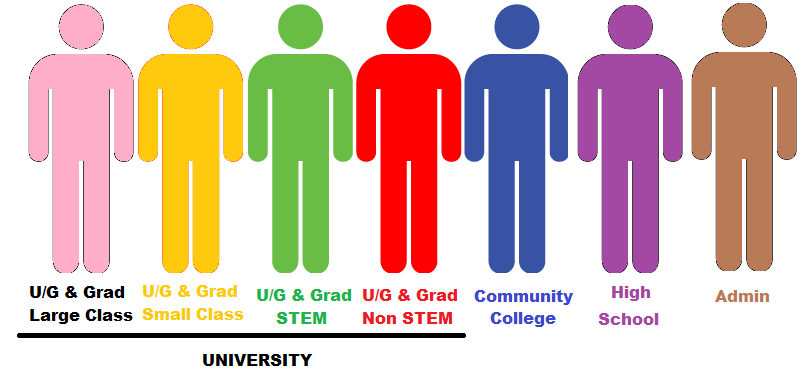 U/G & Grad
Large Class
U/G & Grad
Small Class
U/G & Grad
STEM
U/G & Grad
Non STEM
Community
College
High
School
Admin
UNIVERSITY